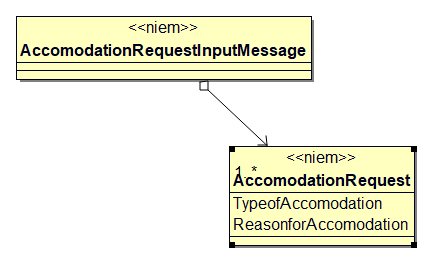 <<niem>>
AccomodationRequestInputMessage
<<niem>>
1..*
AccomodationRequest
TypeofAccomodation
ReasonforAccomodation